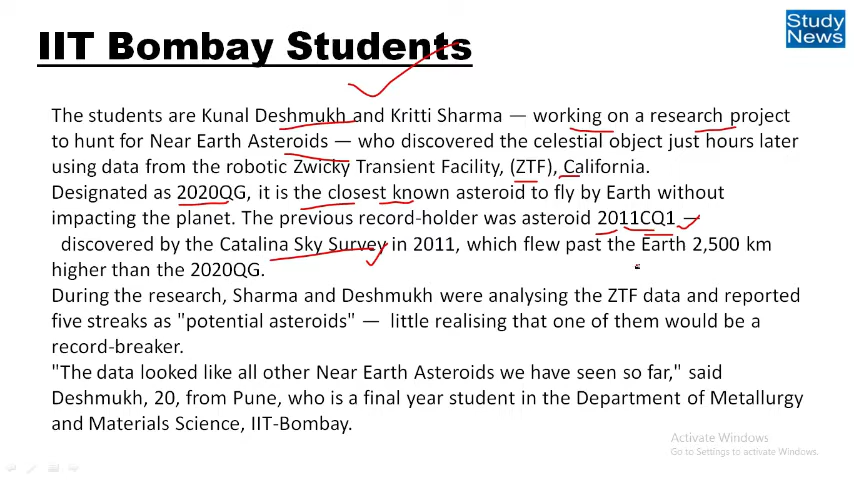 IIT Bombay Students
Study
News
The students are Kunal Deshmukh and Kritti Sharma — working on a research project
to hunt for Near Earth Asteroids — who discovered the celestial object just hours later
using data from the robotic Zwicky Transient Facility, (ZTF), California.
Designated as 2020QG, it is the closest known asteroid to fly by Earth without
impacting the planet. The previous record-holder was asteroid 2011CQ1 —
discovered by the Catalina Sky Survey in 2011, which flew past the Earth 2,500 km
higher than the 2020QG.
During the research, Sharma and Deshmukh were analysing the ZTF data and reported
five streaks as "potential asteroids" — little realising that one of them would be a
record-breaker.
"The data looked like all other Near Earth Asteroids we have seen so far," said
Deshmukh, 20, from Pune, who is a final year student in the Department of Metallurgy
and Materials Science, IIT-Bombay.
Activate Windows
Go to Settings to activate Windows.